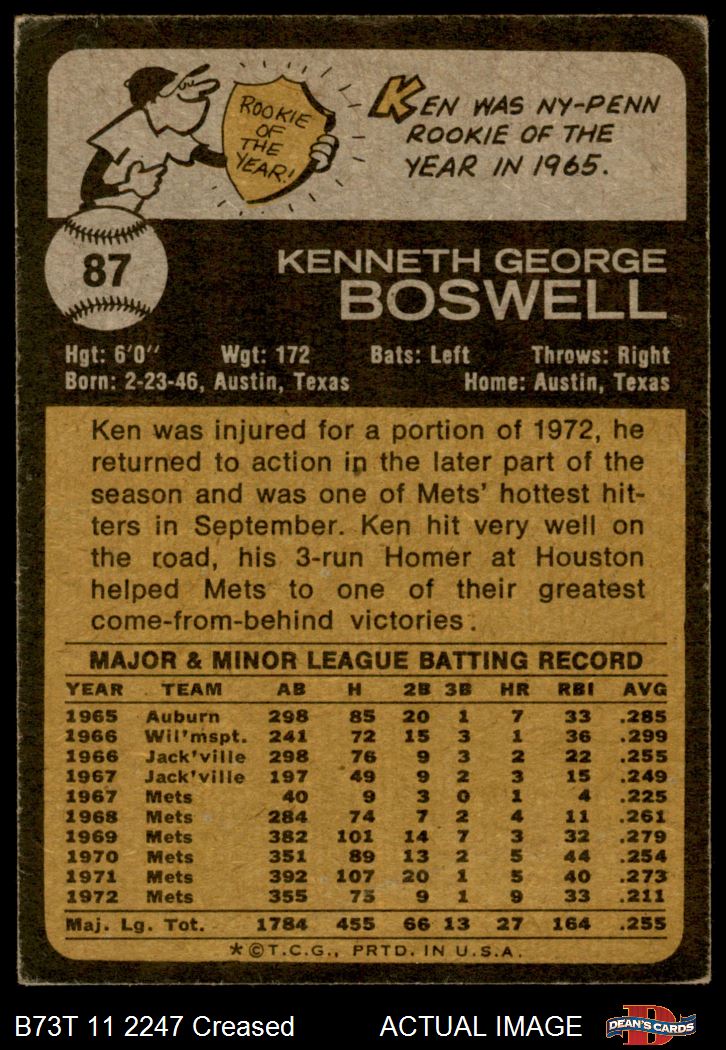 ROOKIE
OF
THE
YEAR!
KEN WAS NY-PENN
ROOKIE OF THE
YEAR IN 1965.
87
KENNETH GEORGE
BOSWELL
Hgt: 6'0" Wgt: 172 Bats: Left Throws: Right
Born: 2-23-46, Austin, Texas Home: Austin, Texas
Ken was injured for a portion of 1972, he
returned to action in the later part of the
season and was one of Mets' hottest hit-
ters in September. Ken hit very well on
the road, his 3-run Homer at Houston
helped Mets to one of their greatest
come-from-behind victories.
MAJOR & MINOR LEAGUE BATTING RECORD
YEAR TEAM AB H 2B 3B HR RBI AVG
1965 Auburn 298 85 20 1 7 33 .285
1966 Wil'mspt. 241 72 15 3 1 36 .299
1966 Jack'ville 298 76 9 3 2 22 .255
1967 Jack'ville 197 49 9 2 3 15 .249
1967 Mets 40 9 3 0 1 4 .225
1968 Mets 284 74 7 2 4 11 .261
1969 Mets 382 101 14 7 3 32 .279
1970 Mets 351 89 13 2 5 44 .254
1971 Mets 392 107 20 1 5 40 .273
1972 Mets 355 75 9 1 9 33 .211
Maj. Lg. Tot. 1784 455 66 13 27 164 .255
*©T.C.G., PRTD. IN U.S.A.
B73T 11 2247 Creased ACTUAL IMAGE
DEAN'S CARDS